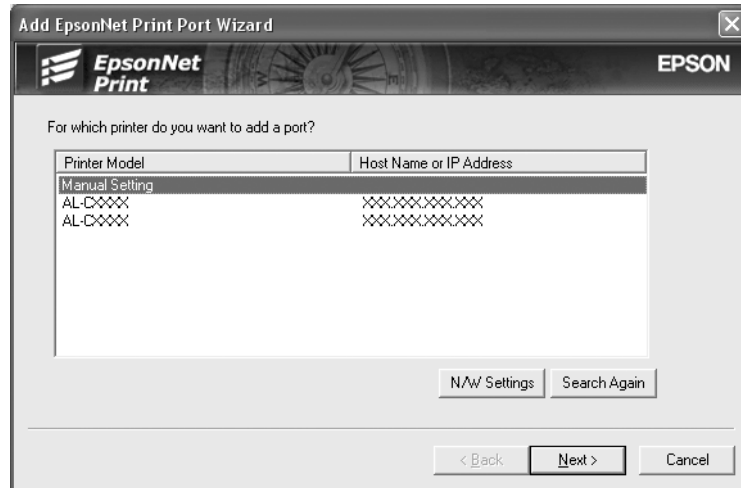 Add EpsonNet Print Port Wizard
EpsonNet
Print
EPSON
For which printer do you want to add a port?
Printer Model Host Name or IP Address
Manual Setting
AL-CXXXX XXX.XXX.XXX.XXX
AL-CXXXX XXX.XXX.XXX.XXX
N/W Settings Search Again
< Back Next > Cancel